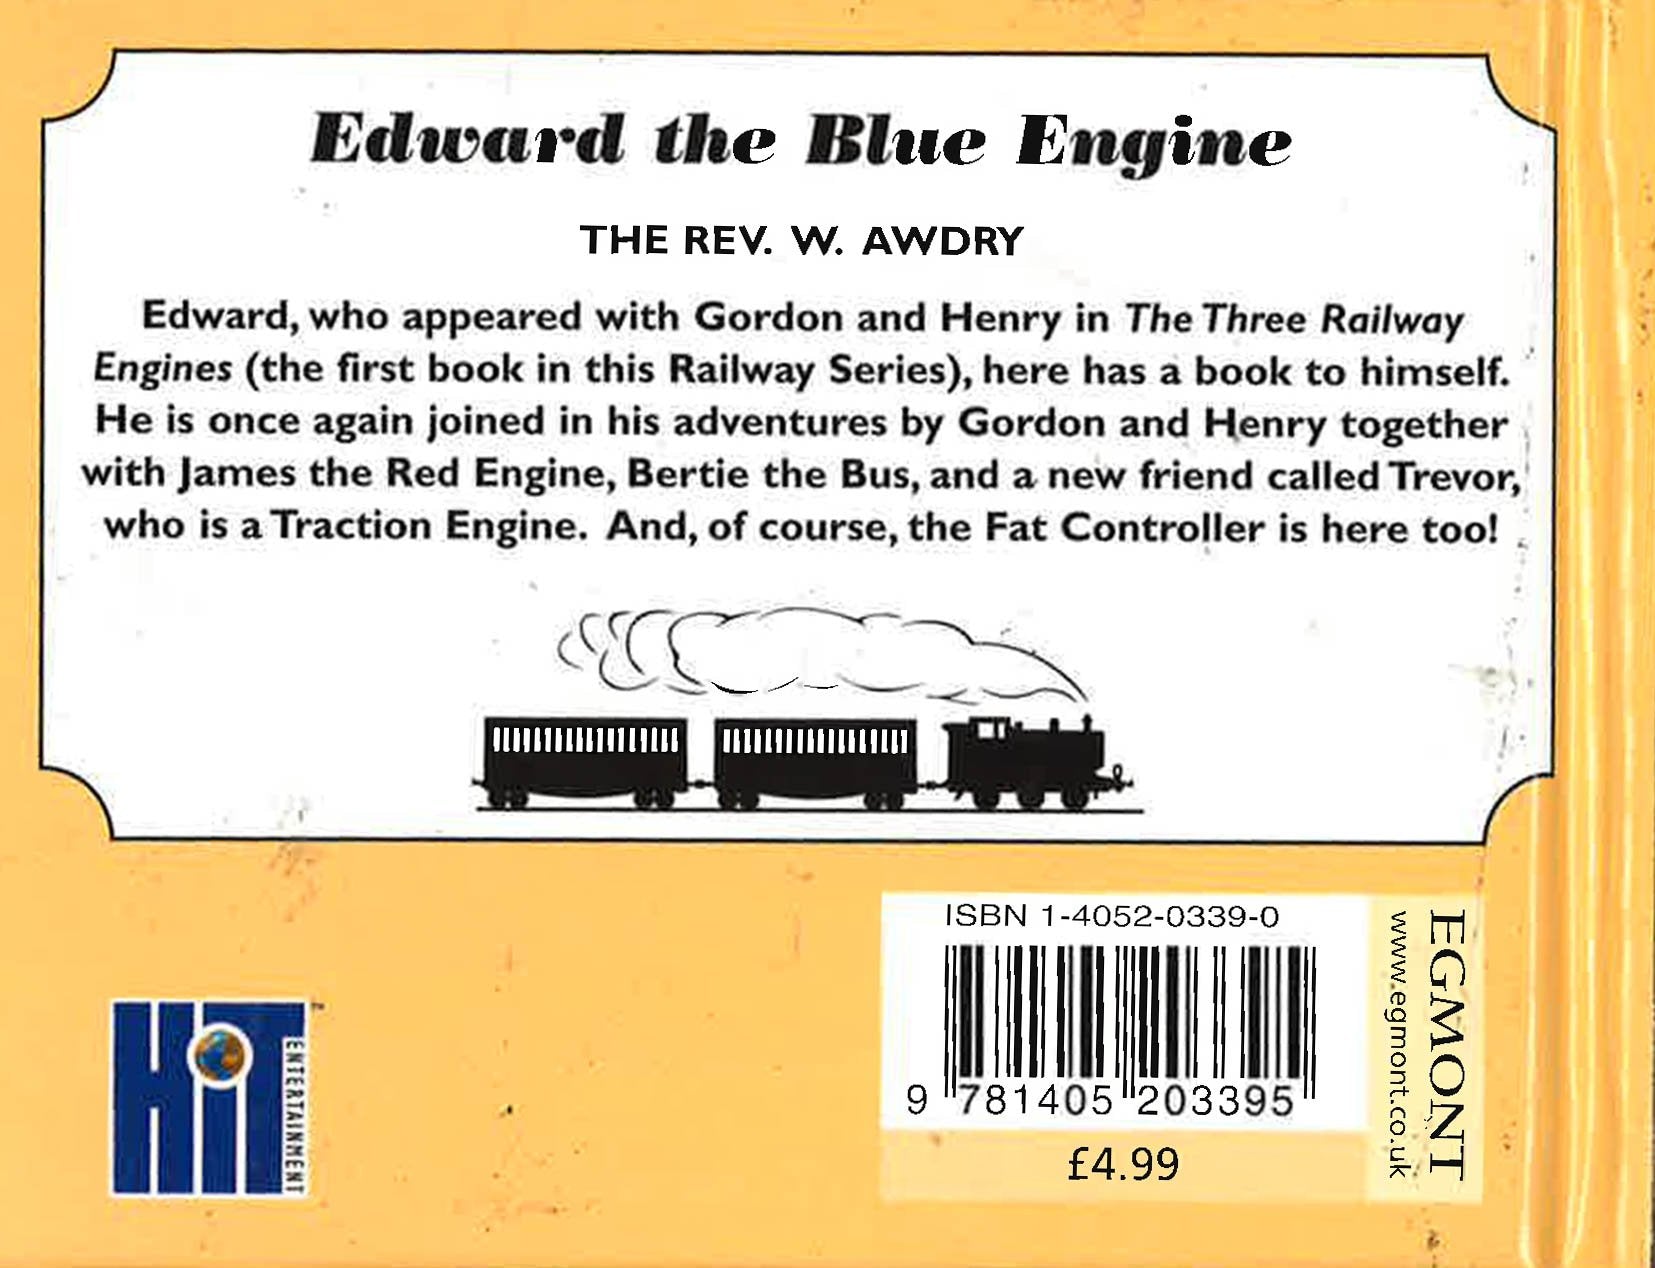 Edward the Blue Engine
THE REV. W. AWDRY
Edward, who appeared with Gordon and Henry in The Three Railway
Engines (the first book in this Railway Series), here has a book to himself.
He is once again joined in his adventures by Gordon and Henry together
with James the Red Engine, Bertie the Bus, and a new friend called Trevor,
who is a Traction Engine. And, of course, the Fat Controller is here too!
HiT
ENTERTAINMENT
ISBN 1-4052-0339-0
9 781405 203395
£4.99
EGMONT
www.egmont.co.uk